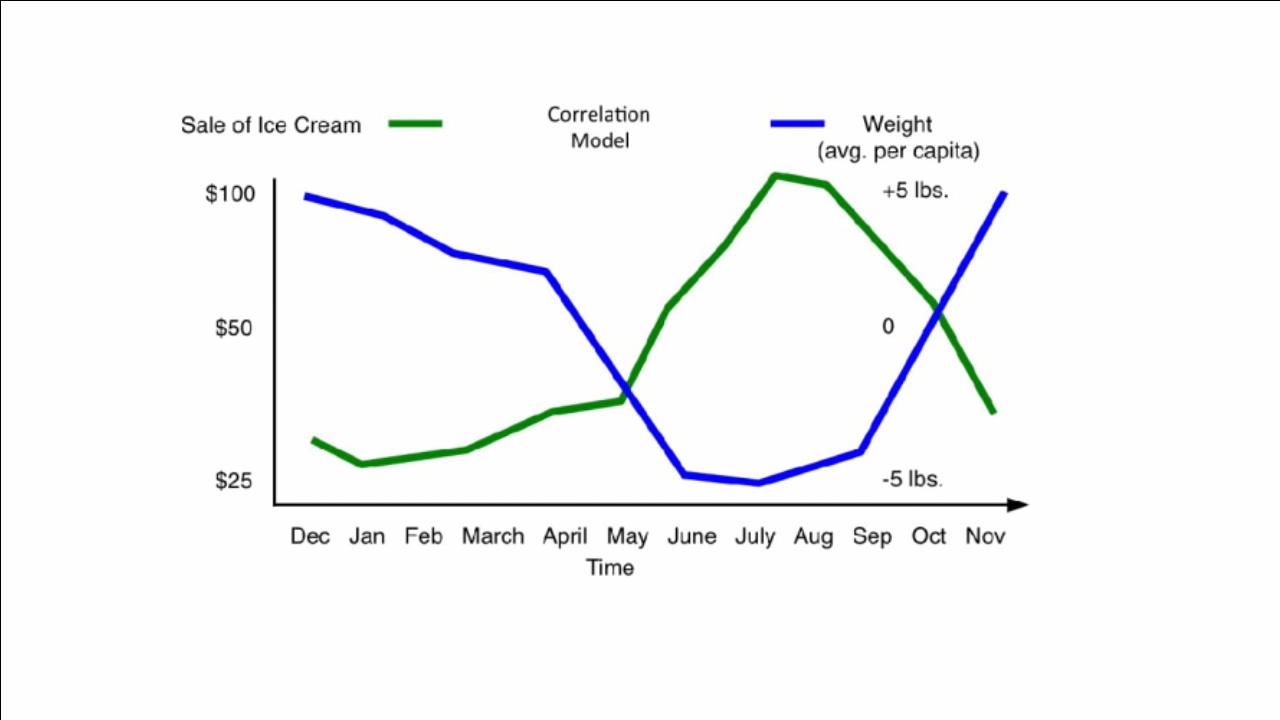 Sale of Ice Cream
Correlation
Model
Weight
(avg. per capita)
$100
$50
$25
+5 lbs.
0
-5 lbs.
Dec Jan Feb March April May June July Aug Sep Oct Nov
Time